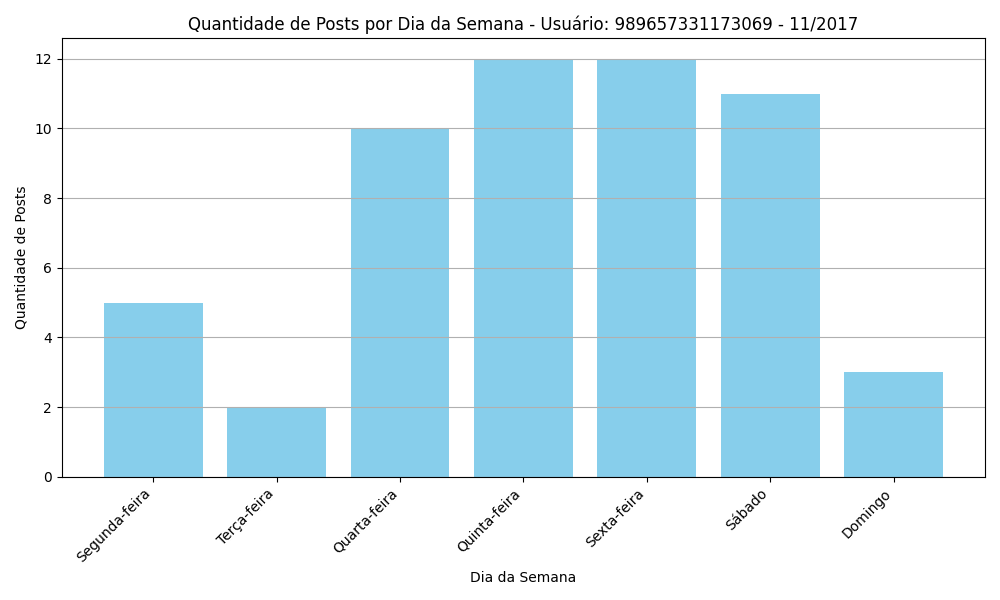 Quantidade de Posts por Dia da Semana - Usuário: 989657331173069 - 11/2017
Quantidade de Posts
12
10
8
6
4
2
0
Segunda-feira
Terça-feira
Quarta-feira
Quinta-feira
Sexta-feira
Sábado
Domingo
Dia da Semana